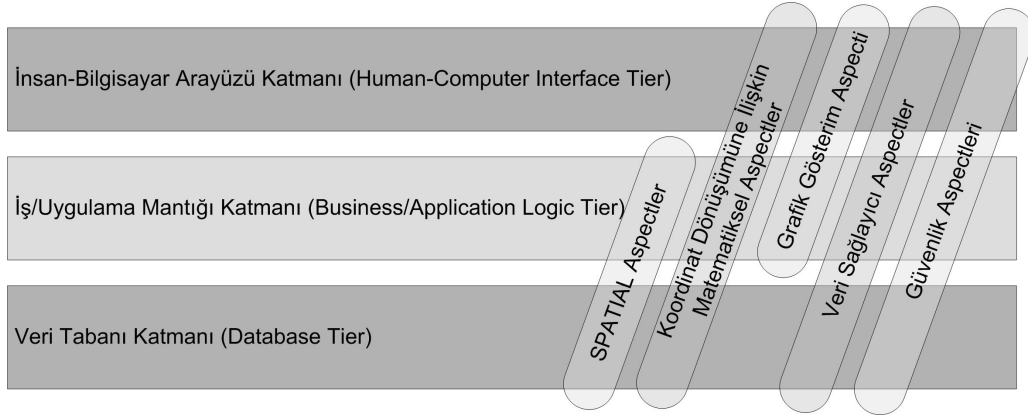 İnsan-Bilgisayar Arayüzü Katmanı (Human-Computer Interface Tier)
İş/Uygulama Mantığı Katmanı (Business/Application Logic Tier)
Veri Tabanı Katmanı (Database Tier)
SPATIAL Aspectler
Koordinat Dönüşümüne İlişkin
Matematiksel Aspectler
Grafik Gösterim Aspecti
Veri Sağlayıcı Aspectler
Güvenlik Aspectleri